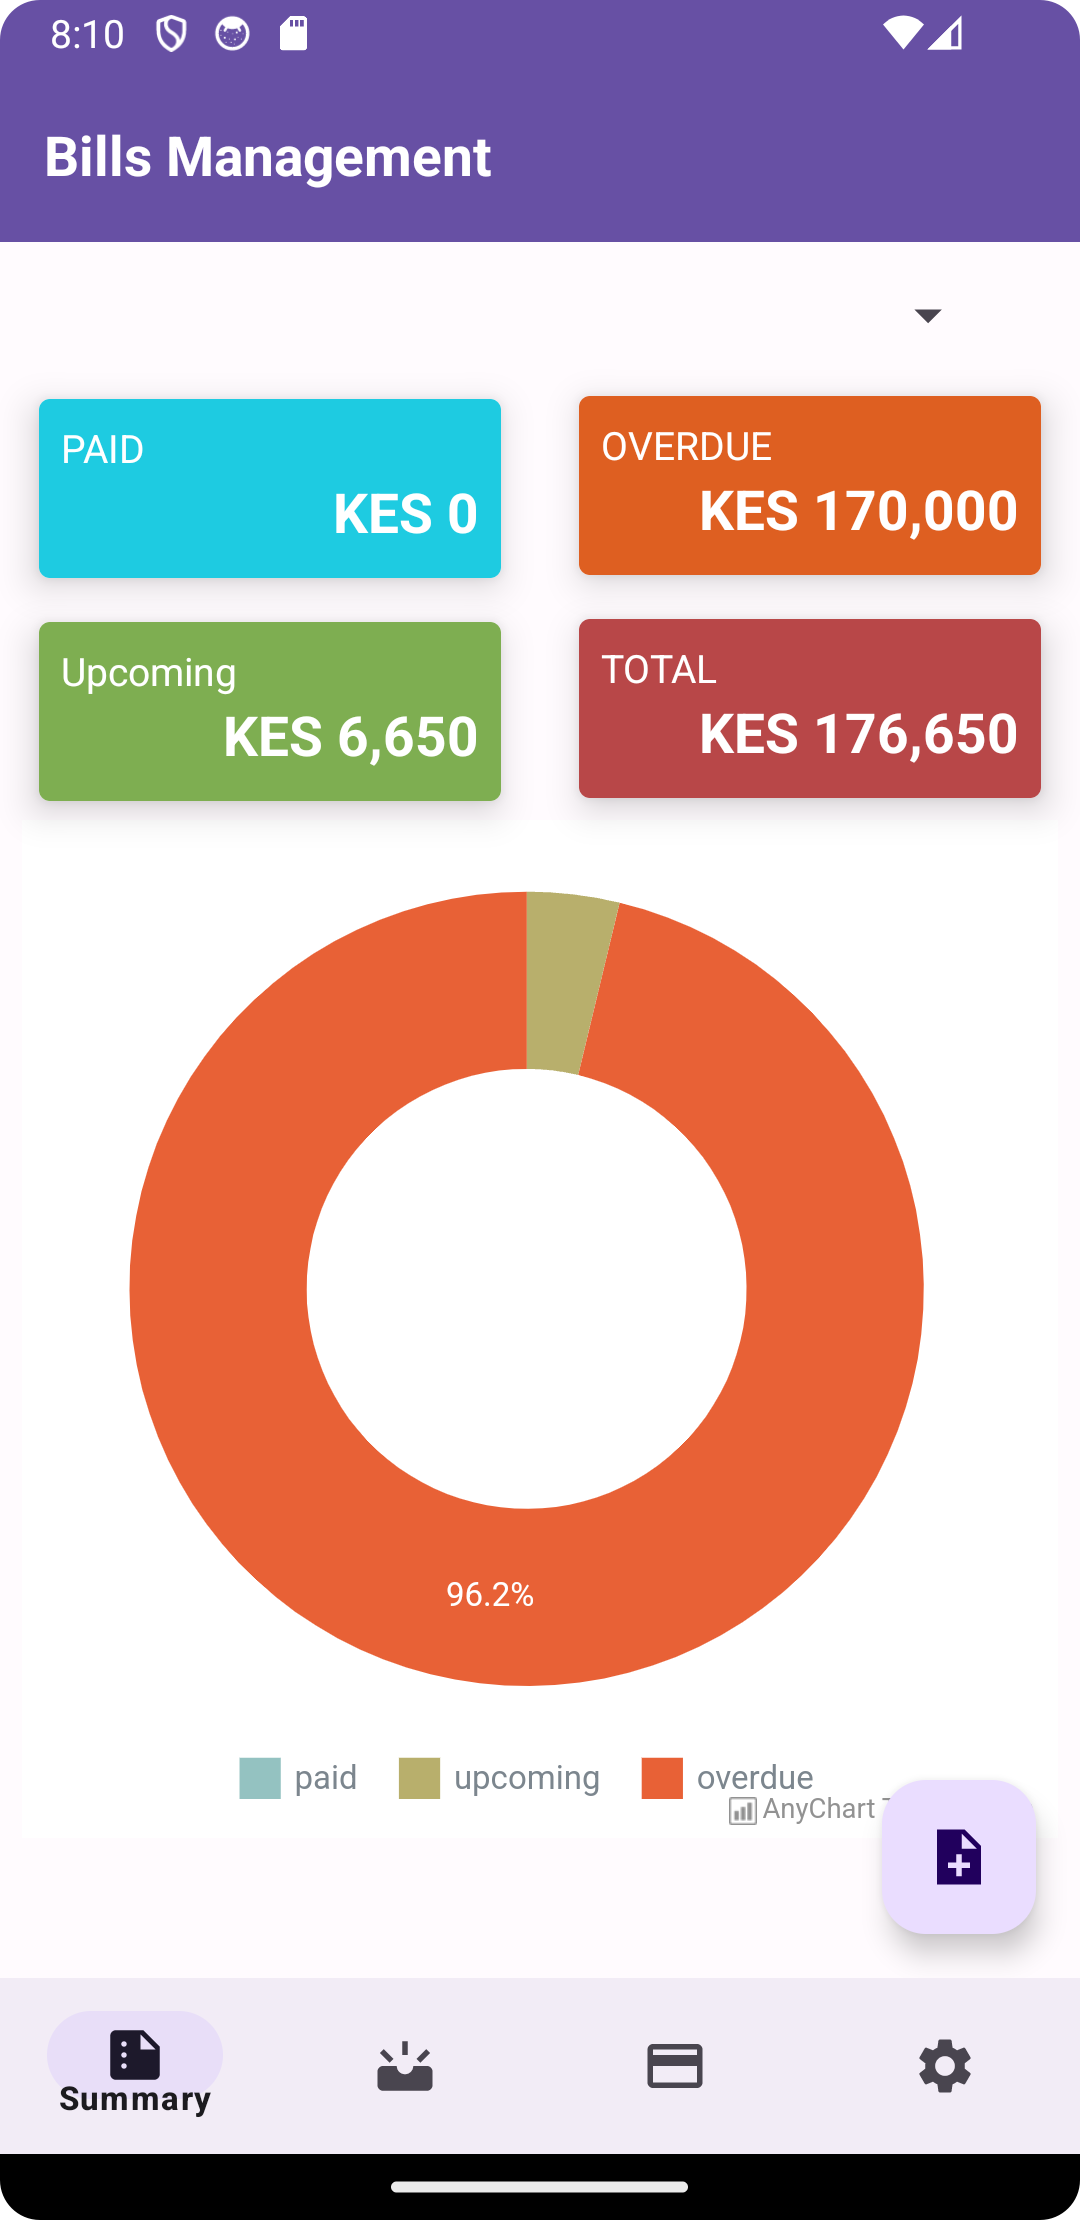 8:10
Bills Management
PAID
KES 0
OVERDUE
KES 170,000
Upcoming
KES 6,650
TOTAL
KES 176,650
96.2%
paid upcoming overdue
AnyChart
Summary